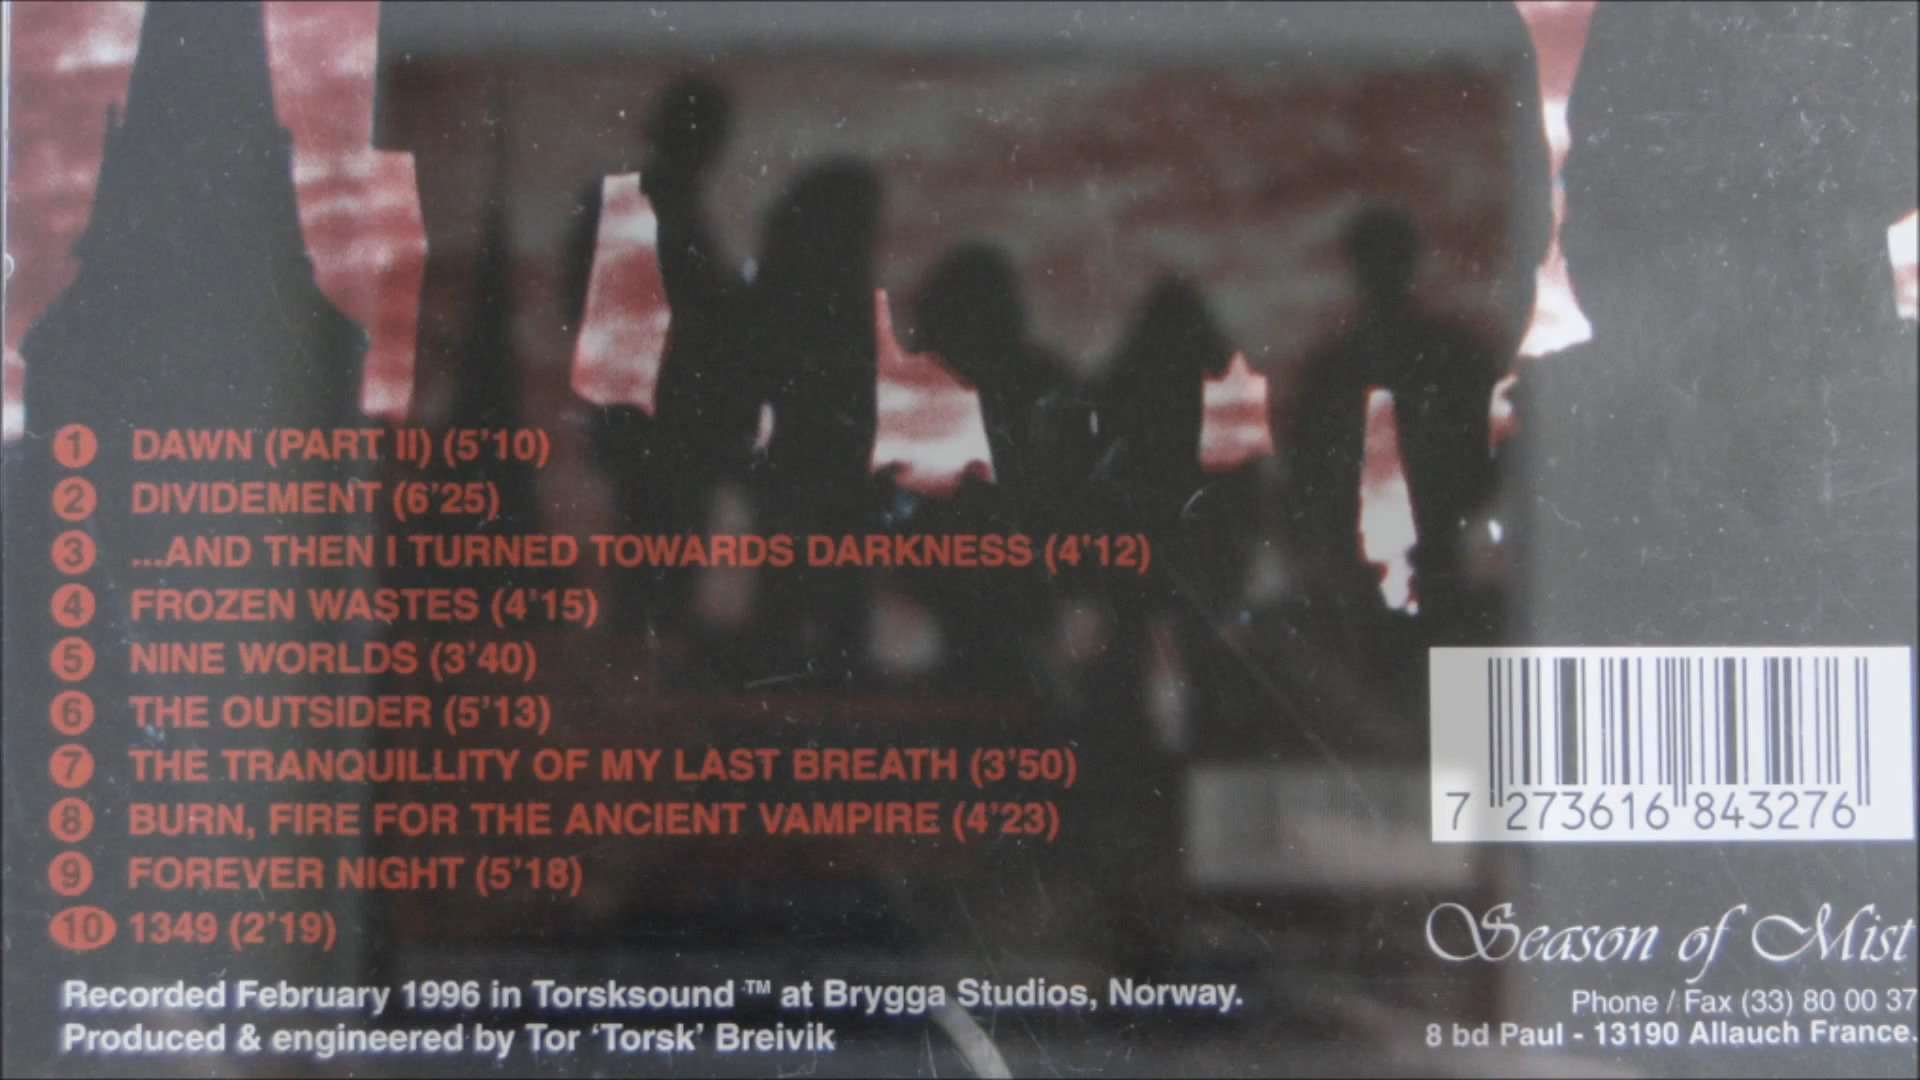 1 DAWN (PART II) (5'10)
2 DIVIDEMENT (6'25)
3 ...AND THEN I TURNED TOWARDS DARKNESS (4'12)
4 FROZEN WASTES (4'15)
5 NINE WORLDS (3'40)
6 THE OUTSIDER (5'13)
7 THE TRANQUILLITY OF MY LAST BREATH (3'50)
8 BURN, FIRE FOR THE ANCIENT VAMPIRE (4'23)
9 FOREVER NIGHT (5'18)
10 1349 (2'19)
Recorded February 1996 in Torsksound ™ at Brygga Studios, Norway.
Produced & engineered by Tor 'Torsk' Breivik
7 273616 843276
Season of Mist
Phone / Fax (33) 80 00 37
8 bd Paul - 13190 Allauch France.